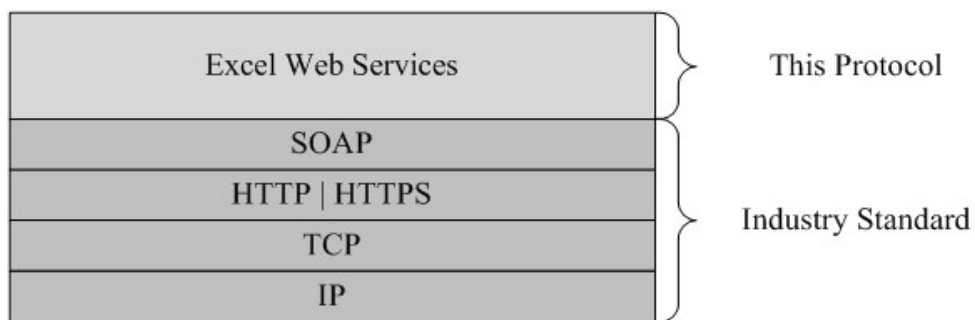 Excel Web Services
This Protocol
SOAP
HTTP | HTTPS
TCP
IP
Industry Standard